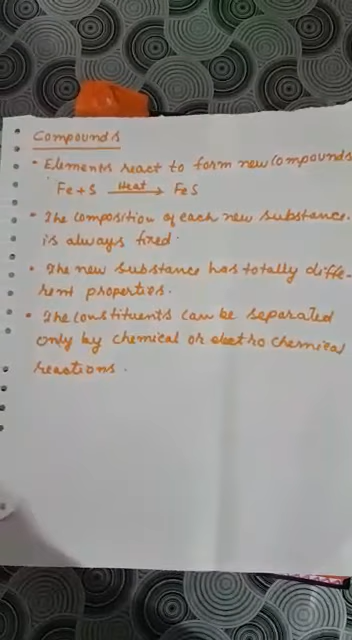 Compounds
• Elements react to form new compounds
Fe + S Heat → FeS
• The composition of each new substance
is always fixed.
• The new substance has totally diffe-
rent properties.
• The constituents can be separated
only by chemical or electro chemical
reactions.